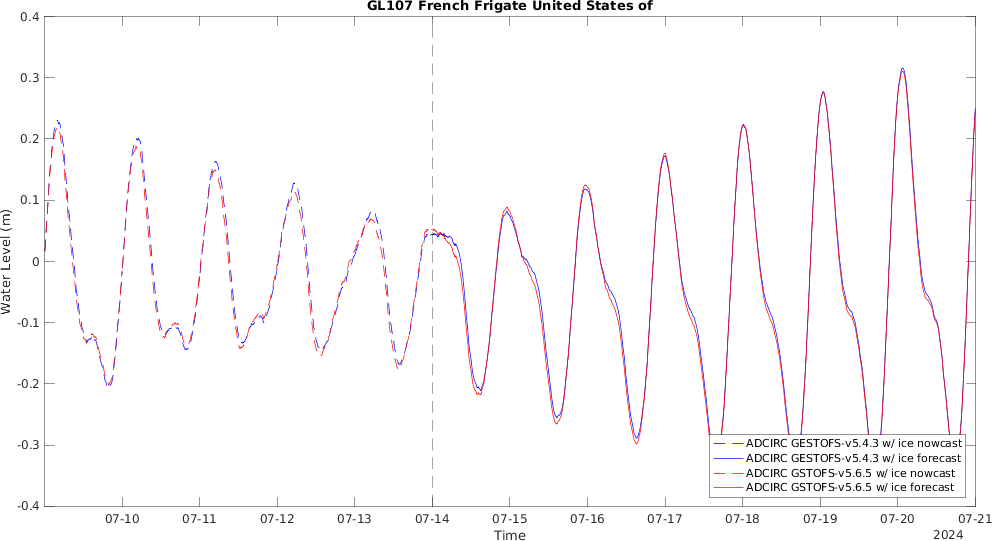 GL107 French Frigate United States of
0.4
0.3
0.2
0.1
0
-0.1
-0.2
-0.3
-0.4
Water Level (m)
07-10 07-11 07-12 07-13 07-14 07-15 07-16 07-17 07-18 07-19 07-20 07-21
Time
2024
ADCIRC GESTOFS-v5.4.3 w/ ice nowcast
ADCIRC GESTOFS-v5.4.3 w/ ice forecast
ADCIRC GSTOFS-v5.6.5 w/ ice nowcast
ADCIRC GSTOFS-v5.6.5 w/ ice forecast